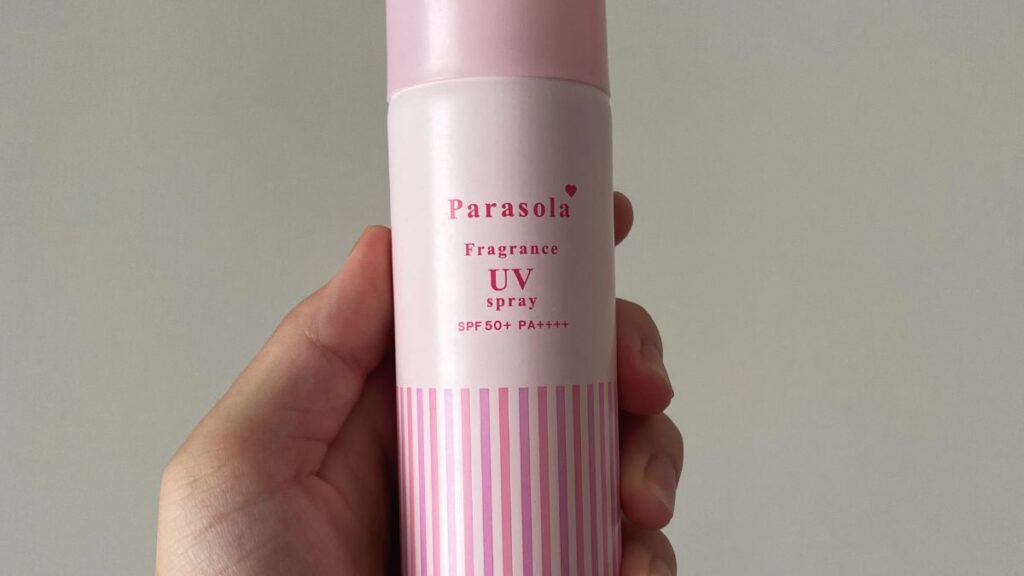 Parasola
Fragrance
UV
spray
SPF50+ PA++++